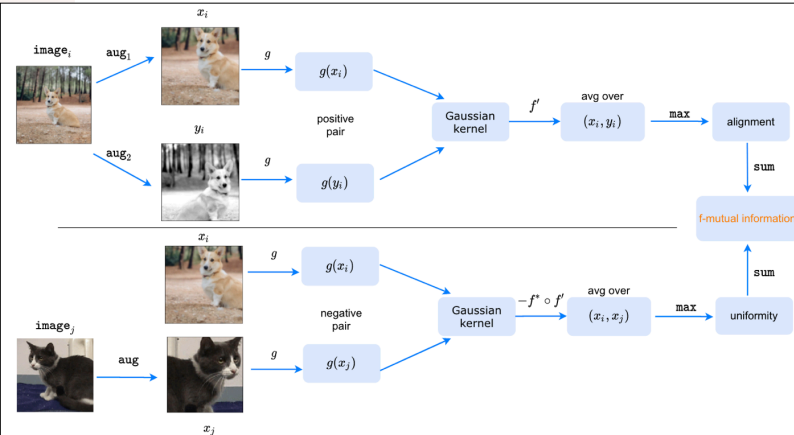 x_i
image_i
aug_1
g
g(x_i)
positive
pair
y_i
aug_2
g
g(y_i)
Gaussian
kernel
f′
avg over
(x_i, y_i)
max
alignment
sum
f-mutual information
x_i
g
g(x_i)
negative
pair
image_j
aug
x_j
g
g(x_j)
Gaussian
kernel
−f* ∘ f′
avg over
(x_i, x_j)
max
uniformity
sum